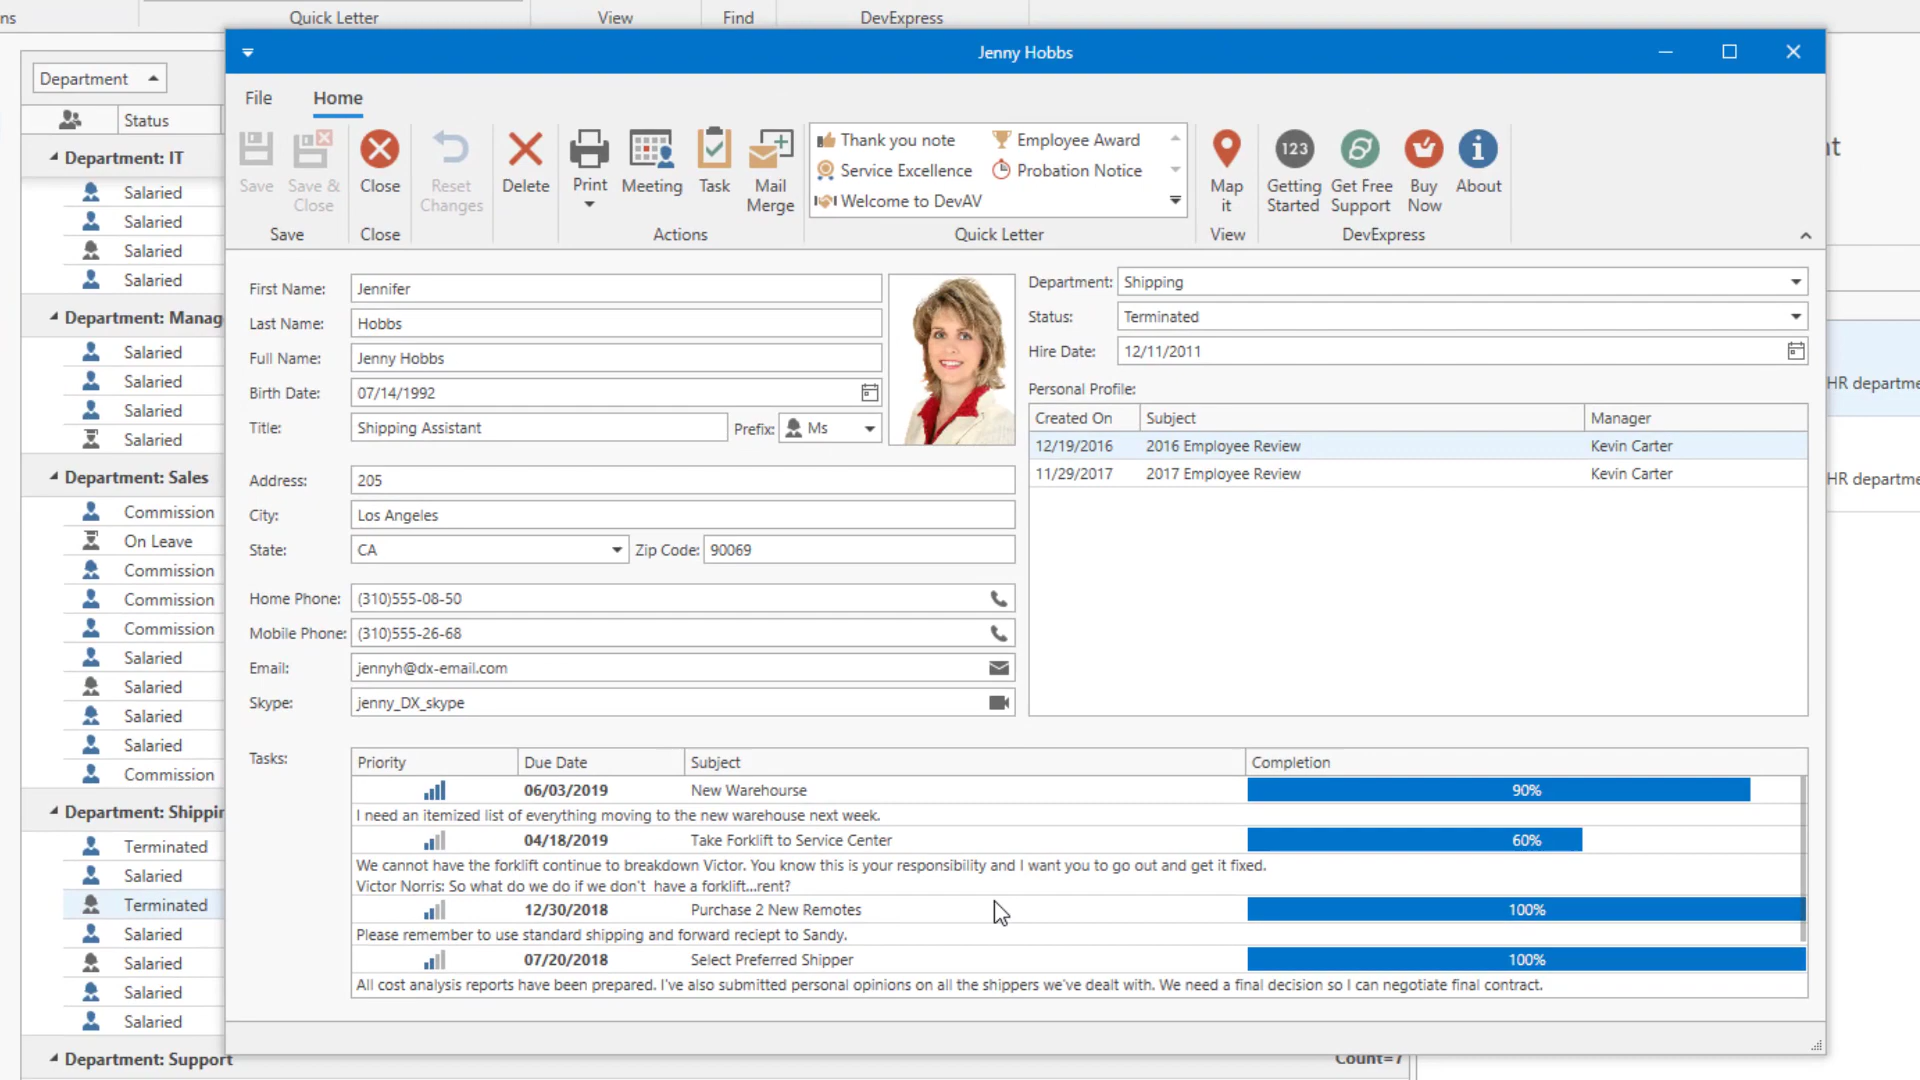 ns
Quick Letter
View
Find
DevExpress
Jenny Hobbs
Department
Status
Department: IT
Salaried
Salaried
Salaried
Salaried
Department: Manag
Salaried
Salaried
Salaried
Salaried
Department: Sales
Commission
On Leave
Commission
Commission
Commission
Salaried
Salaried
Salaried
Salaried
Commission
Department: Shippin
Terminated
Salaried
Terminated
Salaried
Salaried
Salaried
Salaried
Department: Support
Count=7
File
Home
Save
Save & Close
Close
Reset Changes
Delete
Print
Meeting
Task
Mail Merge
Thank you note
Employee Award
Service Excellence
Probation Notice
Welcome to DevAV
Map it
123
Getting Started
Get Free Support
Buy Now
About
Save
Close
Actions
Quick Letter
View
DevExpress
First Name: Jennifer
Last Name: Hobbs
Full Name: Jenny Hobbs
Birth Date: 07/14/1992
Title: Shipping Assistant Prefix: Ms
Address: 205
City: Los Angeles
State: CA Zip Code: 90069
Home Phone: (310)555-08-50
Mobile Phone: (310)555-26-68
Email: jennyh@dx-email.com
Skype: jenny_DX_skype
Department: Shipping
Status: Terminated
Hire Date: 12/11/2011
Personal Profile:
Created On Subject Manager
12/19/2016 2016 Employee Review Kevin Carter
11/29/2017 2017 Employee Review Kevin Carter
Tasks:
Priority Due Date Subject Completion
06/03/2019 New Warehourse 90%
I need an itemized list of everything moving to the new warehouse next week.
04/18/2019 Take Forklift to Service Center 60%
We cannot have the forklift continue to breakdown Victor. You know this is your responsibility and I want you to go out and get it fixed.
Victor Norris: So what do we do if we don't have a forklift...rent?
12/30/2018 Purchase 2 New Remotes 100%
Please remember to use standard shipping and forward reciept to Sandy.
07/20/2018 Select Preferred Shipper 100%
All cost analysis reports have been prepared. I've also submitted personal opinions on all the shippers we've dealt with. We need a final decision so I can negotiate final contract.
nt
HR departme
HR departme